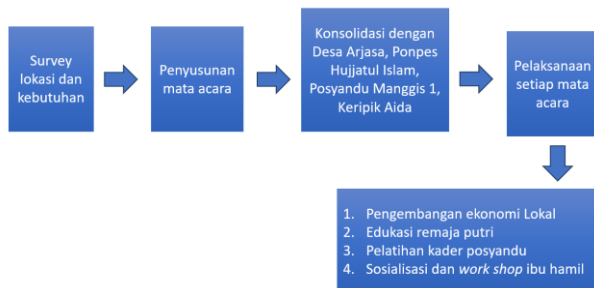 Survey
lokasi dan
kebutuhan
Penyusunan
mata acara
Konsolidasi dengan
Desa Arjasa, Ponpes
Hujjatul Islam,
Posyandu Manggis 1,
Keripik Aida
Pelaksanaan
setiap mata
acara
1. Pengembangan ekonomi Lokal
2. Edukasi remaja putri
3. Pelatihan kader posyandu
4. Sosialisasi dan work shop ibu hamil